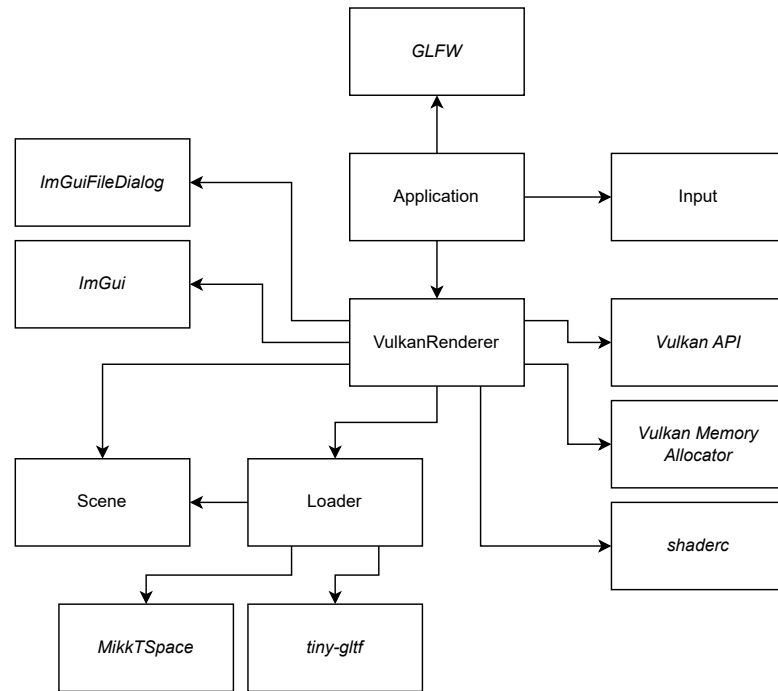 GLFW
ImGuiFileDialog
Application
Input
ImGui
VulkanRenderer
Vulkan API
Vulkan Memory
Allocator
Scene
Loader
shaderc
MikkTSpace
tiny-gltf